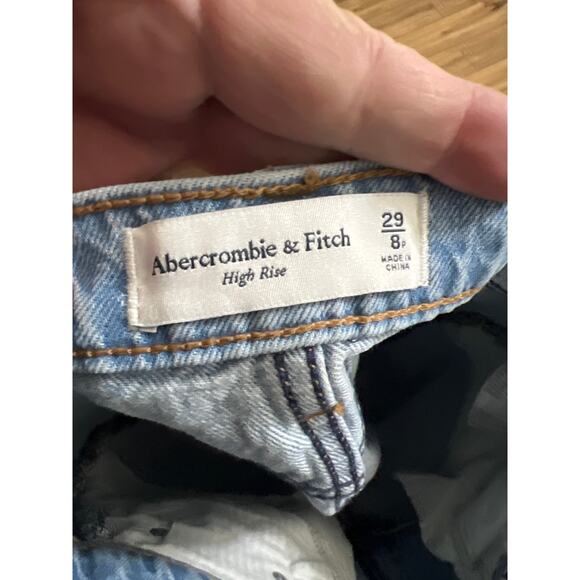 Abercrombie & Fitch
High Rise
29
8P
MADE IN
CHINA